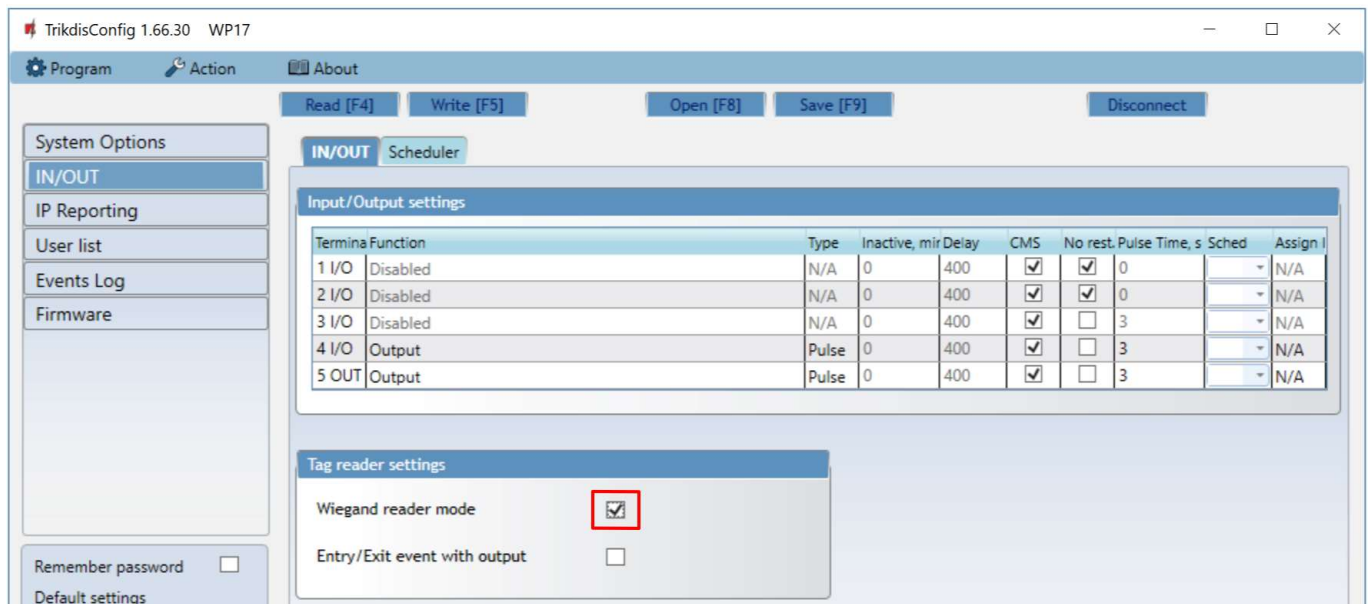 TrikdisConfig 1.66.30 WP17
Program Action About
Read [F4] Write [F5] Open [F8] Save [F9] Disconnect
System Options
IN/OUT
IP Reporting
User list
Events Log
Firmware
Remember password
Default settings
IN/OUT Scheduler
Input/Output settings
Termina Function Type Inactive, mir Delay CMS No rest. Pulse Time, s Sched Assign I
1 I/O Disabled N/A 0 400 0 N/A
2 I/O Disabled N/A 0 400 0 N/A
3 I/O Disabled N/A 0 400 3 N/A
4 I/O Output Pulse 0 400 3 N/A
5 OUT Output Pulse 0 400 3 N/A
Tag reader settings
Wiegand reader mode
Entry/Exit event with output